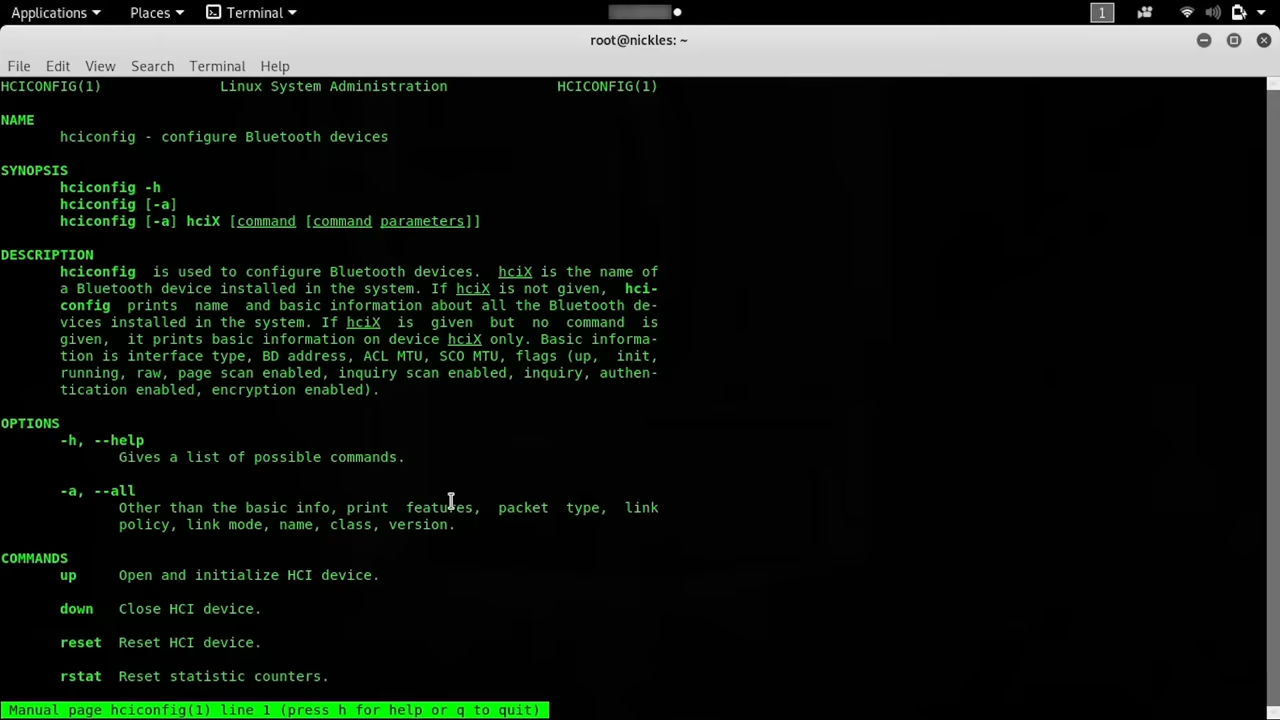 Applications Places Terminal 1
root@nickles: ~
File Edit View Search Terminal Help
HCICONFIG(1) Linux System Administration HCICONFIG(1)
NAME
hciconfig - configure Bluetooth devices
SYNOPSIS
hciconfig -h
hciconfig [-a]
hciconfig [-a] hciX [command [command parameters]]
DESCRIPTION
hciconfig is used to configure Bluetooth devices. hciX is the name of
a Bluetooth device installed in the system. If hciX is not given, hci-
config prints name and basic information about all the Bluetooth de-
vices installed in the system. If hciX is given but no command is
given, it prints basic information on device hciX only. Basic informa-
tion is interface type, BD address, ACL MTU, SCO MTU, flags (up, init,
running, raw, page scan enabled, inquiry scan enabled, inquiry, authen-
tication enabled, encryption enabled).
OPTIONS
-h, --help
Gives a list of possible commands.
-a, --all
Other than the basic info, print features, packet type, link
policy, link mode, name, class, version.
COMMANDS
up Open and initialize HCI device.
down Close HCI device.
reset Reset HCI device.
rstat Reset statistic counters.
Manual page hciconfig(1) line 1 (press h for help or q to quit)